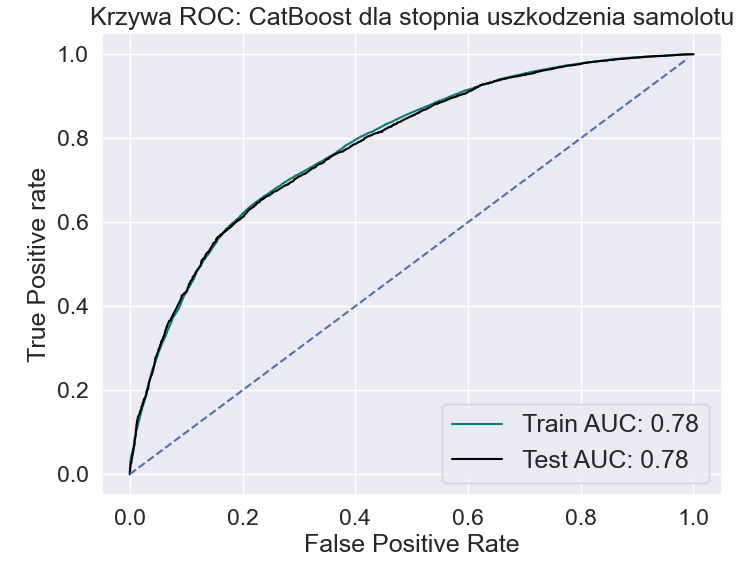 Krzywa ROC: CatBoost dla stopnia uszkodzenia samolotu
1.0
0.8
0.6
0.4
0.2
0.0
True Positive rate
Train AUC: 0.78
Test AUC: 0.78
0.0 0.2 0.4 0.6 0.8 1.0
False Positive Rate